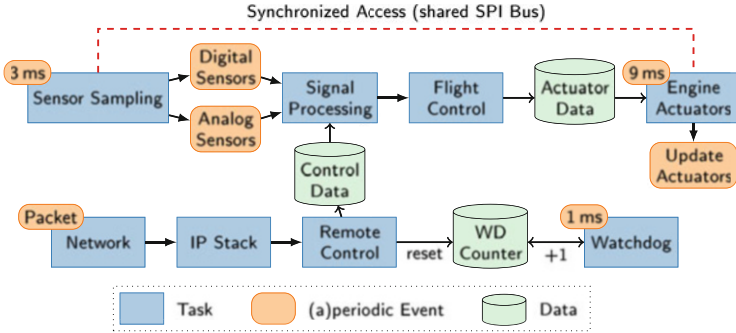 Synchronized Access (shared SPI Bus)
3 ms
Sensor Sampling
Digital
Sensors
Analog
Sensors
Signal
Processing
Flight
Control
Actuator
Data
9 ms
Engine
Actuators
Update
Actuators
Control
Data
Packet
Network
IP Stack
Remote
Control
reset
WD
Counter
+1
1 ms
Watchdog
Task
(a)periodic Event
Data